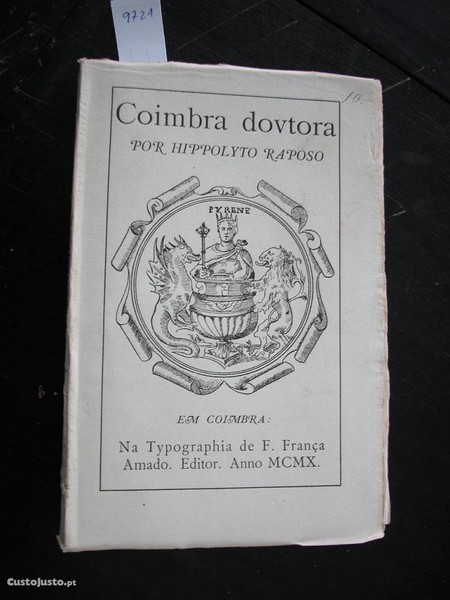 9721
10
Coimbra dovtora
POR HIPPOLYTO RAPOSO
PYRENE
EM COIMBRA:
Na Typographia de F. França
Amado. Editor. Anno MCMX.
CustoJusto.pt